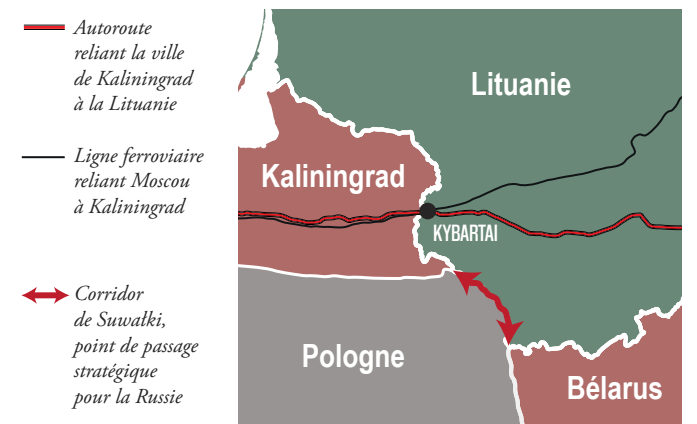 Autoroute
reliant la ville
de Kaliningrad
à la Lituanie
Ligne ferroviaire
reliant Moscou
à Kaliningrad
Corridor
de Suwałki,
point de passage
stratégique
pour la Russie
Lituanie
Kaliningrad
KYBARTAI
Pologne
Bélarus